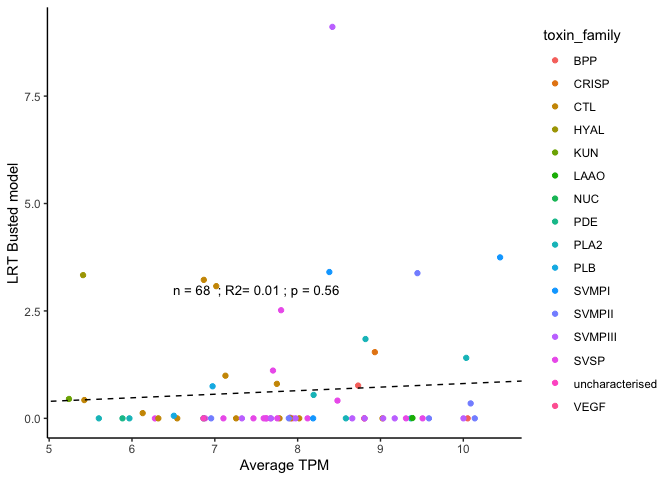 toxin_family
BPP
CRISP
CTL
HYAL
KUN
LAAO
NUC
PDE
PLA2
PLB
SVMPI
SVMPII
SVMPIII
SVSP
uncharacterised
VEGF
LRT Busted model
7.5
5.0
2.5
0.0
n = 68 ; R2= 0.01 ; p = 0.56
5 6 7 8 9 10
Average TPM